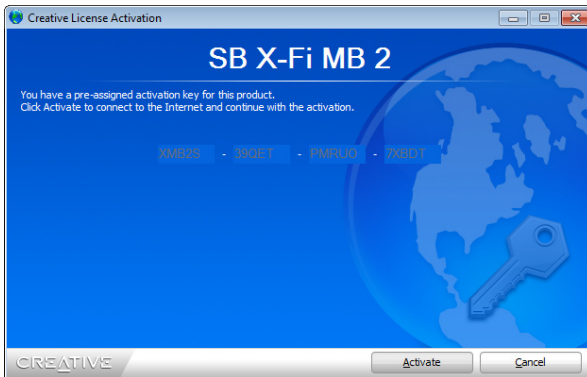 Creative License Activation
SB X-Fi MB 2
You have a pre-assigned activation key for this product.
Click Activate to connect to the Internet and continue with the activation.
XMB2S - 39QET - PMRUO - 7XBDT
CREATIVE
Activate
Cancel